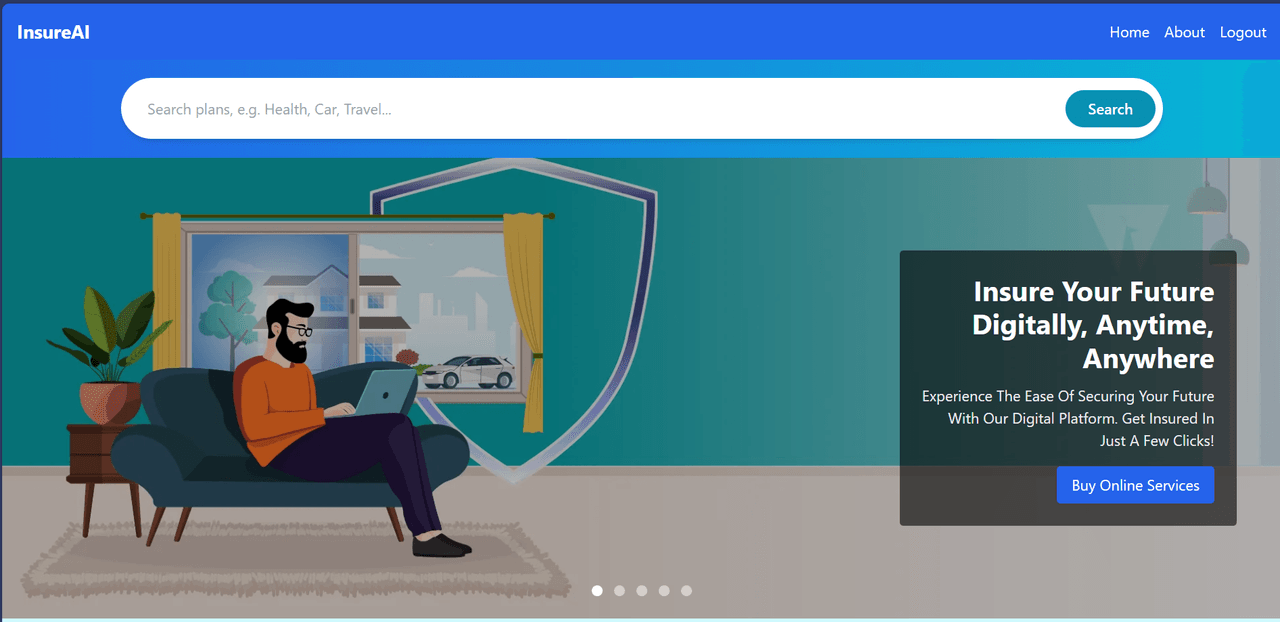 InsureAI
Home About Logout
Search plans, e.g. Health, Car, Travel...
Search
Insure Your Future
Digitally, Anytime,
Anywhere
Experience The Ease Of Securing Your Future
With Our Digital Platform. Get Insured In
Just A Few Clicks!
Buy Online Services